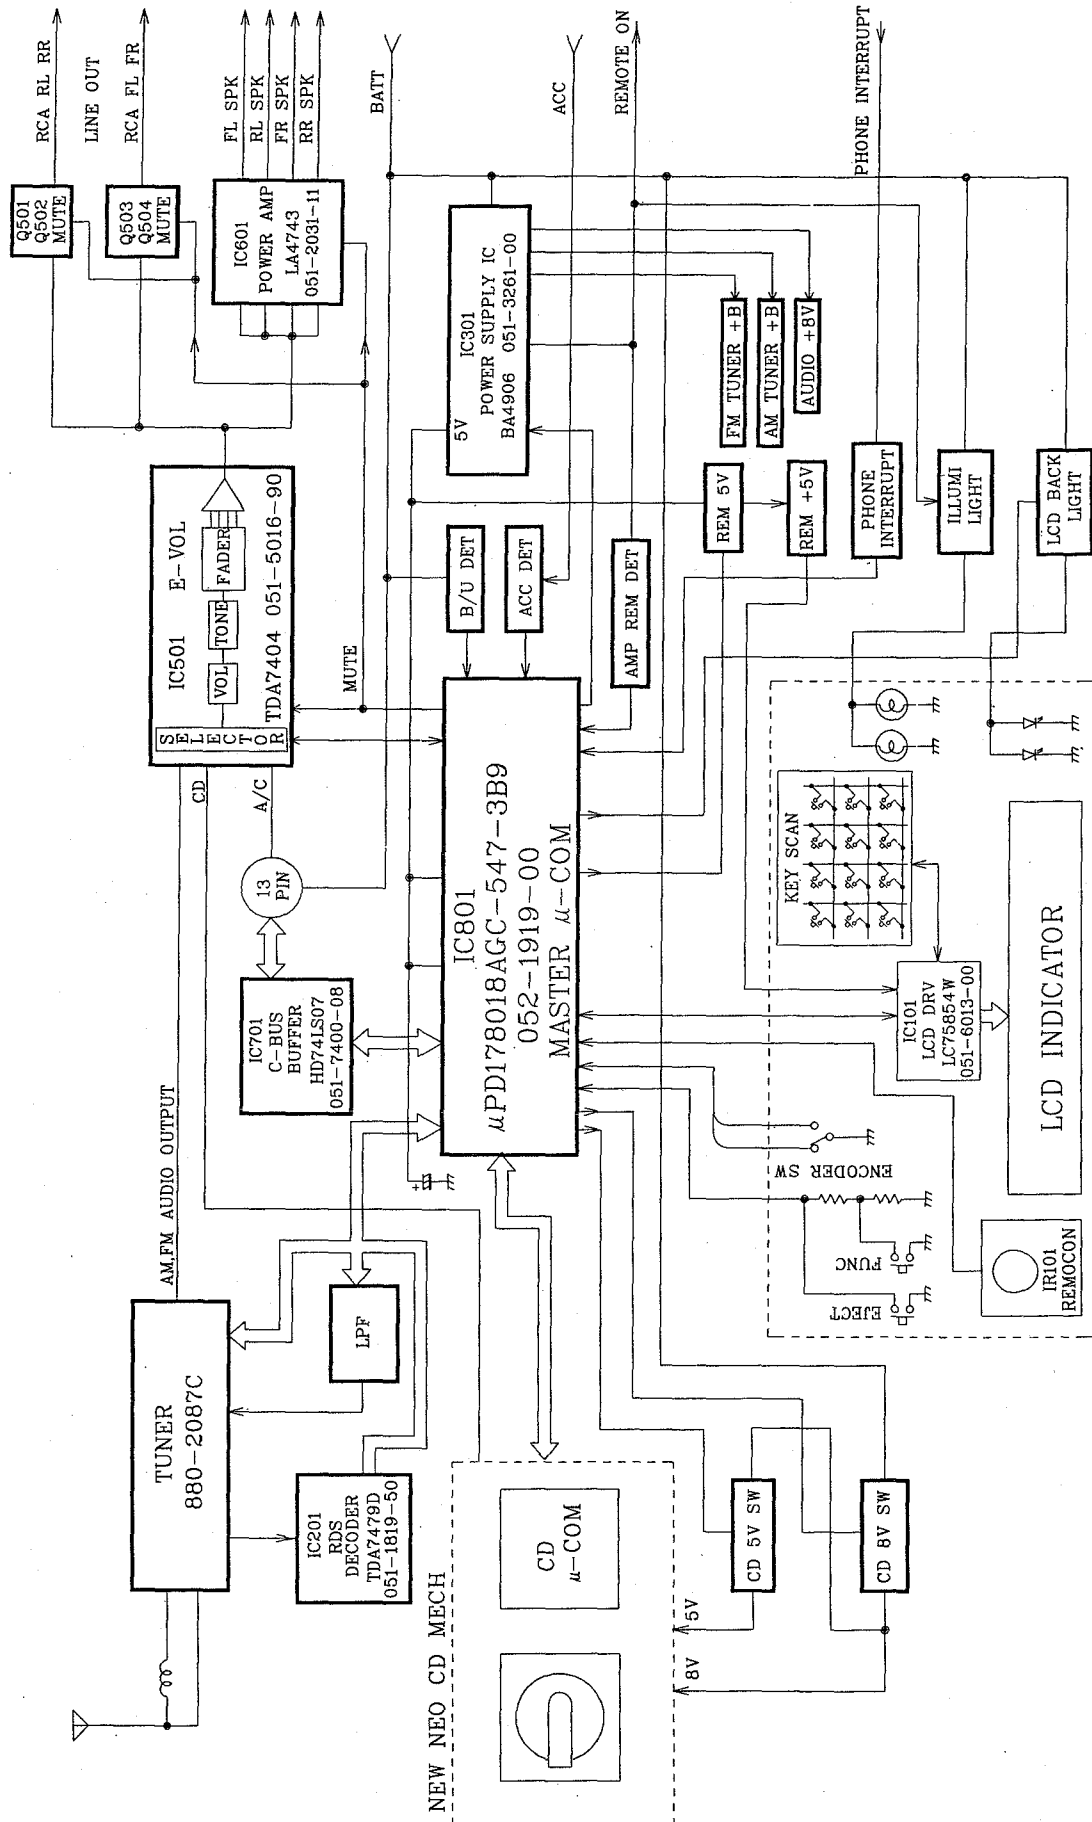 RCA RL RR
LINE OUT
RCA FL FR
FL SPK
RL SPK
FR SPK
RR SPK
BATT
ACC
REMOTE ON
PHONE INTERRUPT
Q501
Q502
MUTE
Q503
Q504
MUTE
IC601
POWER AMP
LA4743
051-2031-11
IC301
POWER SUPPLY IC
BA4906 051-3261-00
5V
FM TUNER +B
AM TUNER +B
AUDIO +8V
IC501 E-VOL
SELECTOR
VOL
TONE
FADER
TDA7404 051-5016-90
MUTE
CD
A/C
B/U DET
ACC DET
AMP REM DET
REM 5V
REM +5V
PHONE
INTERRUPT
ILLUMI
LIGHT
LCD BACK
LIGHT
13
PIN
IC701
C-BUS
BUFFER
HD74LS07
051-7400-08
IC801
μPD178018AGC-547-3B9
052-1919-00
MASTER μ-COM
AM,FM AUDIO OUTPUT
TUNER
880-2087C
LPF
IC201
RDS
DECODER
TDA7479D
051-1819-50
KEY SCAN
IC101
LCD DRV
LC75854W
051-6013-00
LCD INDICATOR
ENCODER SW
FUNC
EJECT
IR101
REMOCON
NEW NEO CD MECH
CD
μ-COM
5V
8V
CD 5V SW
CD 8V SW